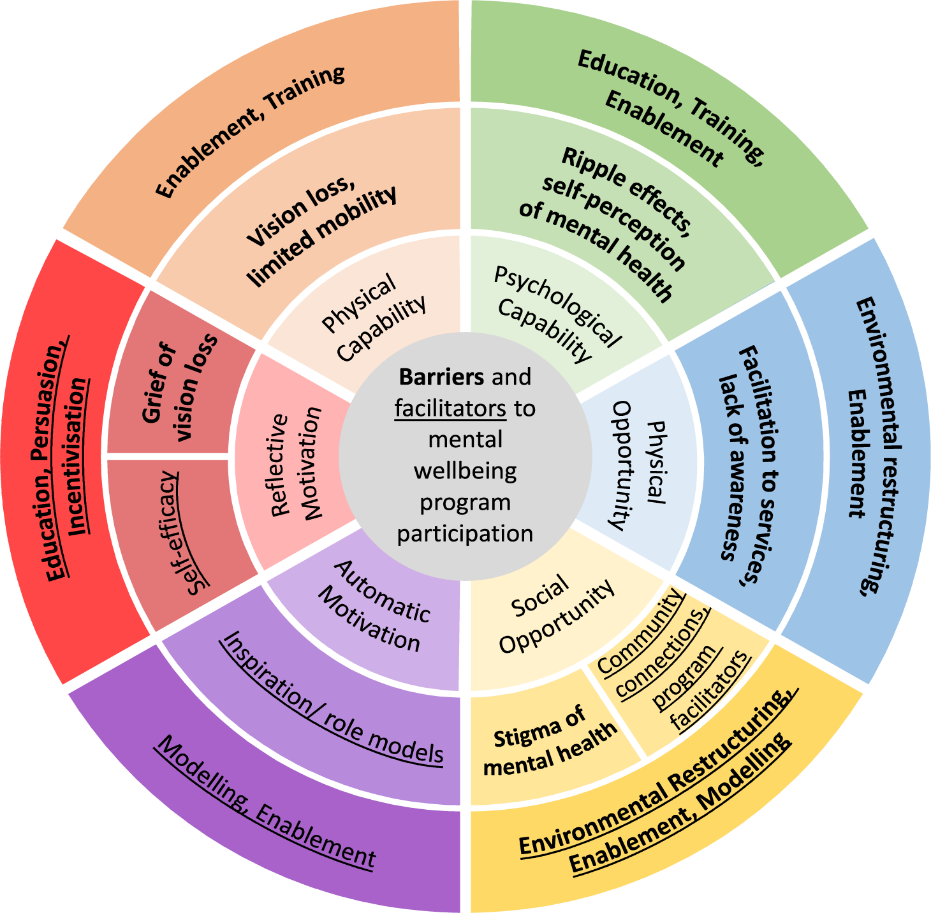 Barriers and
facilitators to
mental
wellbeing
program
participation
Physical
Capability
Vision loss,
limited mobility
Enablement, Training
Psychological
Capability
Ripple effects,
self-perception
of mental health
Education, Training,
Enablement
Physical
Opportunity
Facilitation to services,
lack of awareness
Environmental restructuring,
Enablement
Social
Opportunity
Stigma of
mental health
Community
connections,
program
facilitators
Environmental Restructuring,
Enablement, Modelling
Automatic
Motivation
Inspiration/ role models
Modelling, Enablement
Reflective
Motivation
Grief of
vision loss
Self-efficacy
Education, Persuasion,
Incentivisation